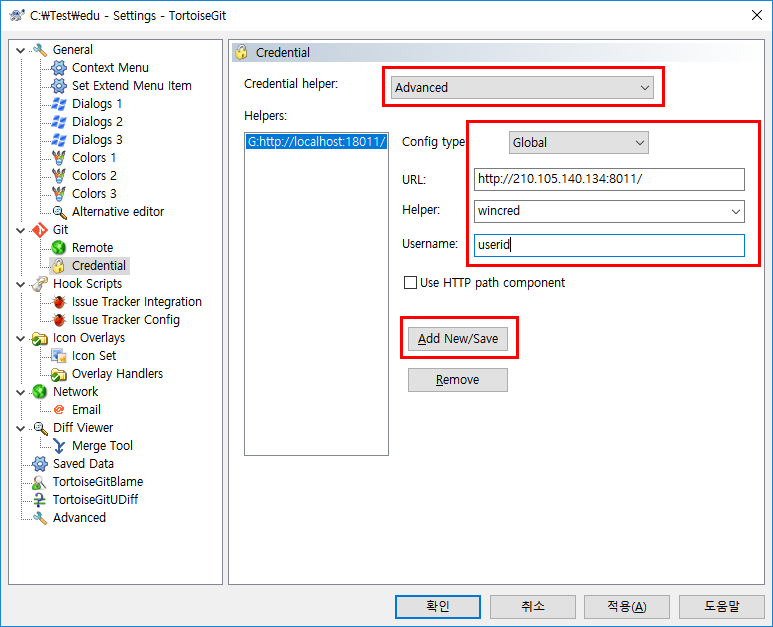 C:₩Test₩edu - Settings - TortoiseGit
General
Context Menu
Set Extend Menu Item
Dialogs 1
Dialogs 2
Dialogs 3
Colors 1
Colors 2
Colors 3
Alternative editor
Git
Remote
Credential
Hook Scripts
Issue Tracker Integration
Issue Tracker Config
Icon Overlays
Icon Set
Overlay Handlers
Network
Email
Diff Viewer
Merge Tool
Saved Data
TortoiseGitBlame
TortoiseGitUDiff
Advanced
Credential
Credential helper: Advanced
Helpers:
G:http://localhost:18011/
Config type Global
URL: http://210.105.140.134:8011/
Helper: wincred
Username: userid
Use HTTP path component
Add New/Save
Remove
확인 취소 적용(A) 도움말